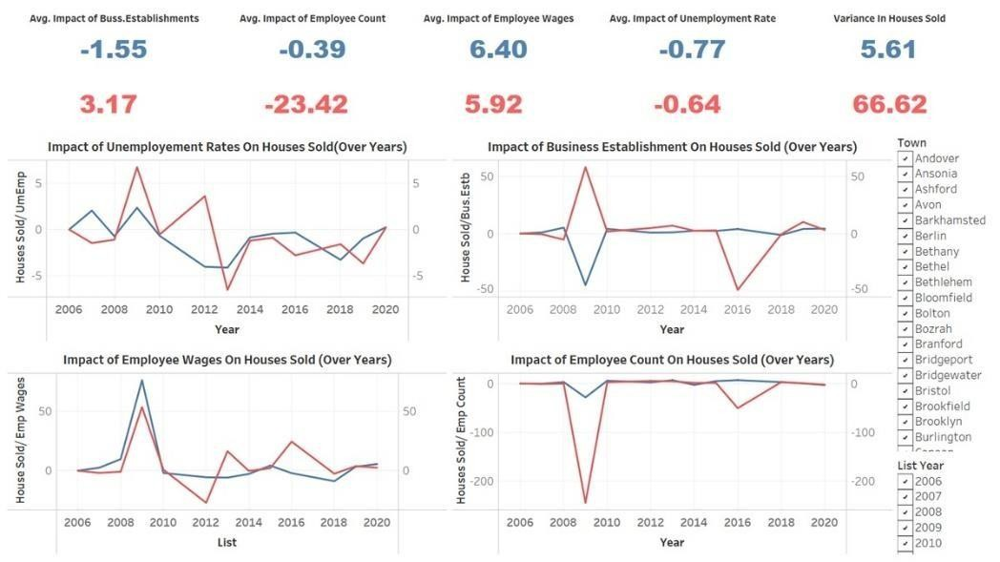 Avg. Impact of Buss.Establishments
Avg. Impact of Employee Count
Avg. Impact of Employee Wages
Avg. Impact of Unemployment Rate
Variance In Houses Sold
-1.55
-0.39
6.40
-0.77
5.61
3.17
-23.42
5.92
-0.64
66.62
Impact of Unemployement Rates On Houses Sold(Over Years)
Houses Sold/ UmEmp
5
0
-5
5
0
-5
2006 2008 2010 2012 2014 2016 2018 2020
Year
Impact of Business Establishment On Houses Sold (Over Years)
House Sold/Bus.Estb
50
0
-50
50
0
-50
2006 2008 2010 2012 2014 2016 2018 2020
Year
Impact of Employee Wages On Houses Sold (Over Years)
House Sold/ Emp Wages
50
0
50
0
2006 2008 2010 2012 2014 2016 2018 2020
List
Impact of Employee Count On Houses Sold (Over Years)
Houses Sold/ Emp Count
0
-100
-200
0
-100
-200
2006 2008 2010 2012 2014 2016 2018 2020
Year
Town
Andover
Ansonia
Ashford
Avon
Barkhamsted
Berlin
Bethany
Bethel
Bethlehem
Bloomfield
Bolton
Bozrah
Branford
Bridgeport
Bridgewater
Bristol
Brookfield
Brooklyn
Burlington
List Year
2006
2007
2008
2009
2010